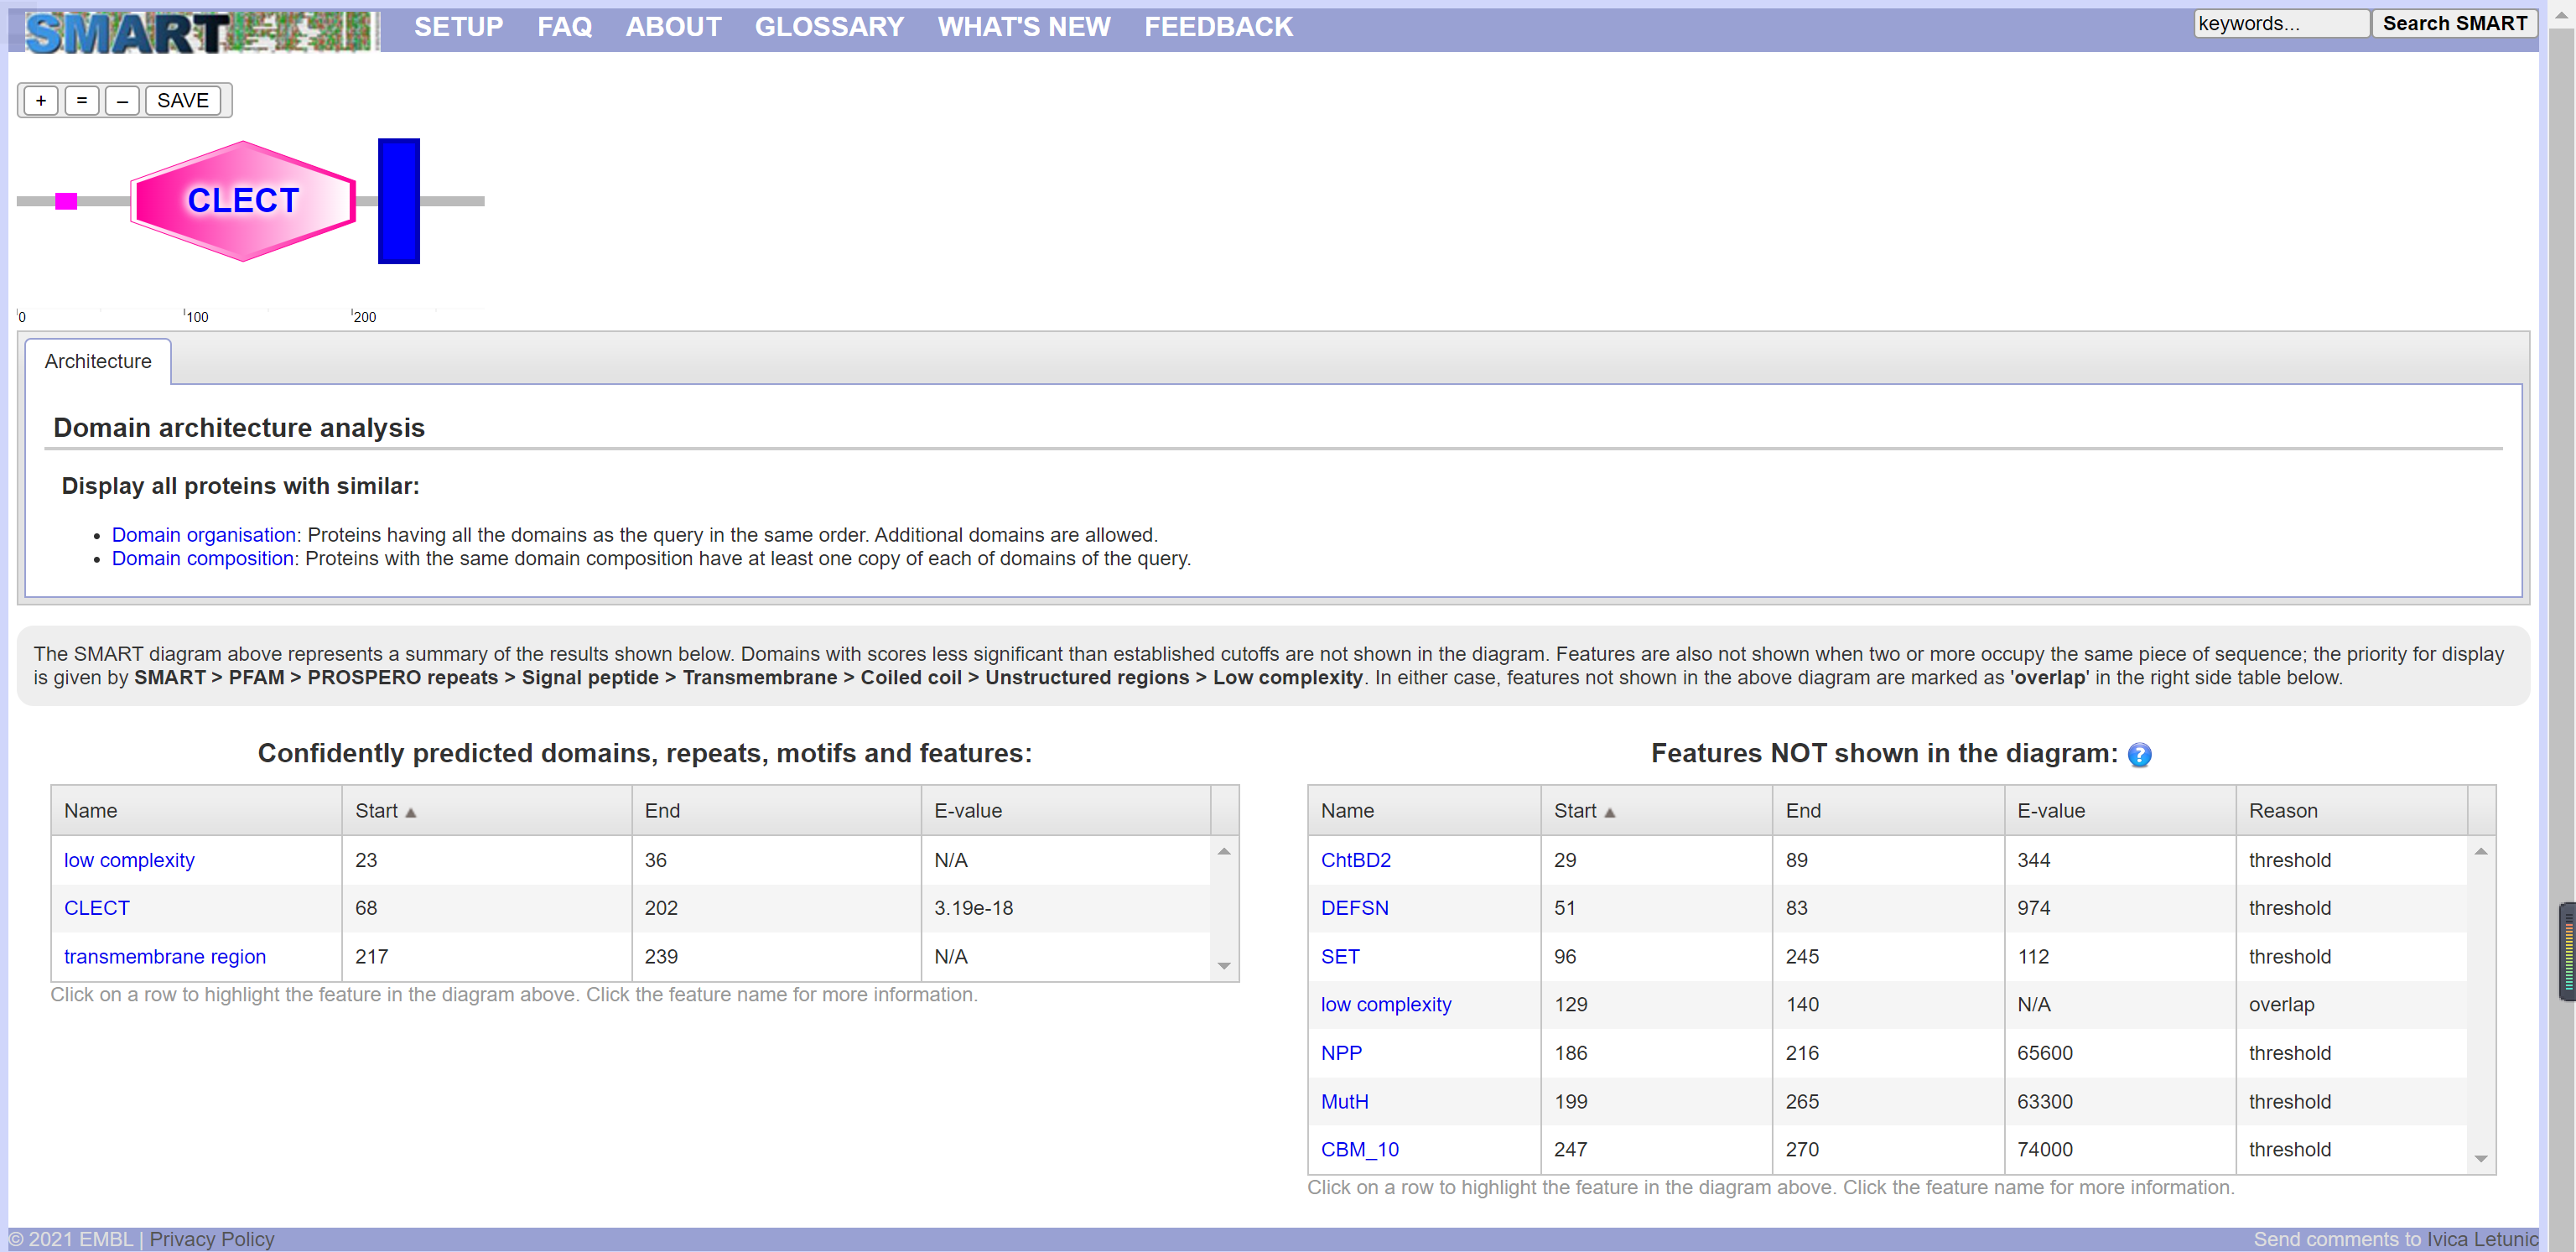 SMART SETUP FAQ ABOUT GLOSSARY WHAT'S NEW FEEDBACK keywords... Search SMART
+ = – SAVE
CLECT
0 100 200
Architecture
Domain architecture analysis
Display all proteins with similar:
• Domain organisation: Proteins having all the domains as the query in the same order. Additional domains are allowed.
• Domain composition: Proteins with the same domain composition have at least one copy of each of domains of the query.
The SMART diagram above represents a summary of the results shown below. Domains with scores less significant than established cutoffs are not shown in the diagram. Features are also not shown when two or more occupy the same piece of sequence; the priority for display
is given by SMART > PFAM > PROSPERO repeats > Signal peptide > Transmembrane > Coiled coil > Unstructured regions > Low complexity. In either case, features not shown in the above diagram are marked as 'overlap' in the right side table below.
Confidently predicted domains, repeats, motifs and features:
Name Start End E-value
low complexity 23 36 N/A
CLECT 68 202 3.19e-18
transmembrane region 217 239 N/A
Click on a row to highlight the feature in the diagram above. Click the feature name for more information.
Features NOT shown in the diagram: ?
Name Start End E-value Reason
ChtBD2 29 89 344 threshold
DEFSN 51 83 974 threshold
SET 96 245 112 threshold
low complexity 129 140 N/A overlap
NPP 186 216 65600 threshold
MutH 199 265 63300 threshold
CBM_10 247 270 74000 threshold
Click on a row to highlight the feature in the diagram above. Click the feature name for more information.
© 2021 EMBL | Privacy Policy Send comments to Ivica Letunic